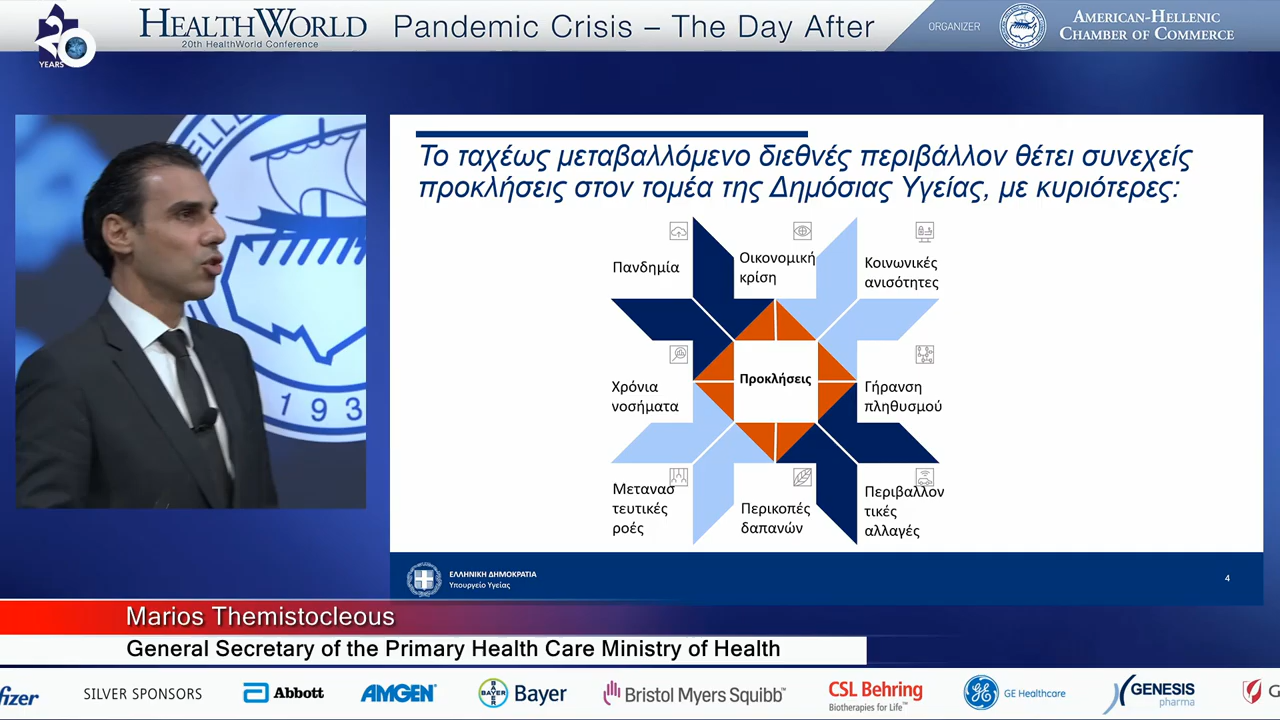 YEARS
HEALTHWORLD
20th HealthWorld Conference
Pandemic Crisis – The Day After
ORGANIZER
AMERICAN-HELLENIC
CHAMBER OF COMMERCE
193
Το ταχέως μεταβαλλόμενο διεθνές περιβάλλον θέτει συνεχείς
προκλήσεις στον τομέα της Δημόσιας Υγείας, με κυριότερες:
Πανδημία
Οικονομική
κρίση
Κοινωνικές
ανισότητες
Χρόνια
νοσήματα
Προκλήσεις
Γήρανση
πληθυσμού
Μετανασ
τευτικές
ροές
Περικοπές
δαπανών
Περιβαλλον
τικές
αλλαγές
ΕΛΛΗΝΙΚΗ ΔΗΜΟΚΡΑΤΙΑ
Υπουργείο Υγείας
4
Marios Themistocleous
General Secretary of the Primary Health Care Ministry of Health
fizer
SILVER SPONSORS
Abbott
AMGEN
BAYER
Bayer
Bristol Myers Squibb™
CSL Behring
Biotherapies for Life™
GE Healthcare
GENESIS
pharma
G